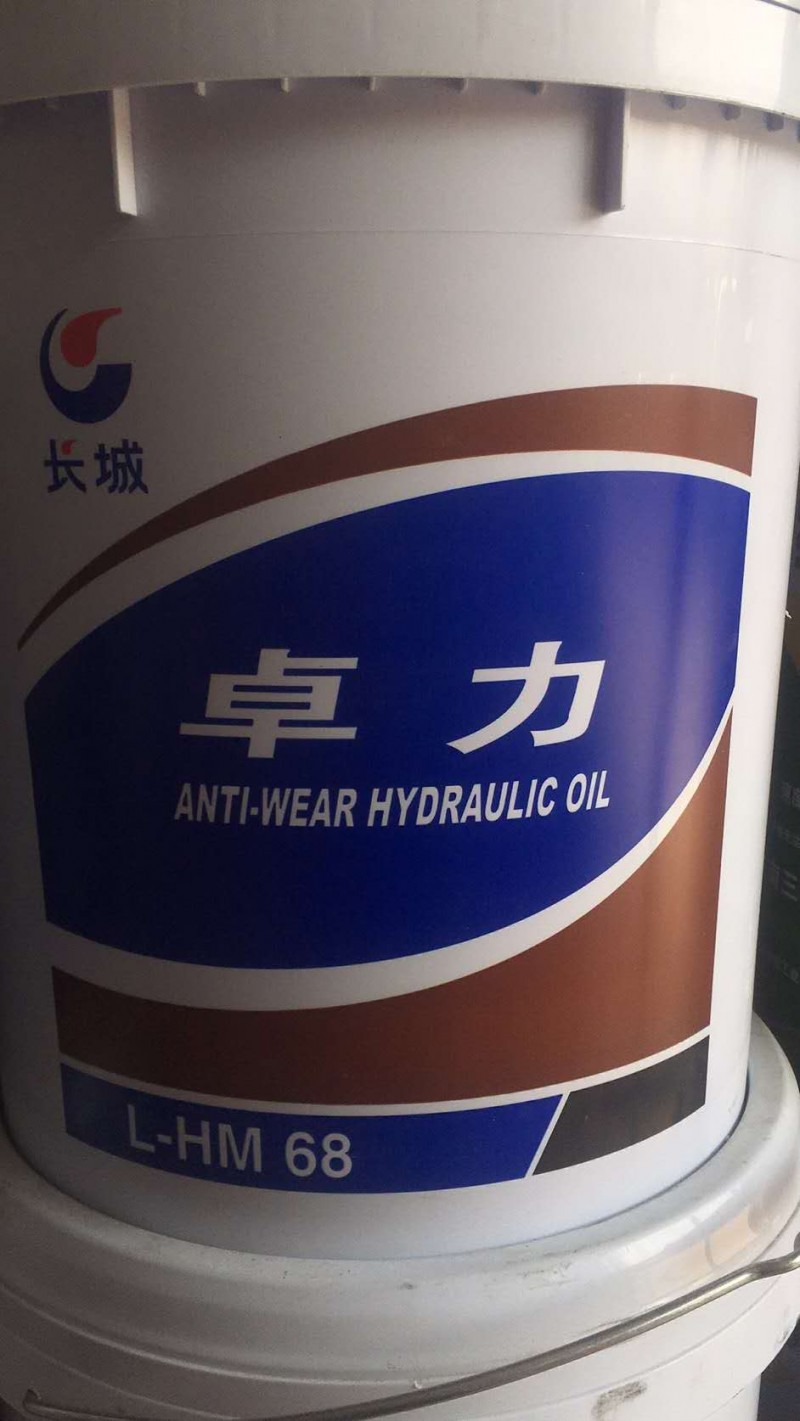 长城
卓力
ANTI-WEAR HYDRAULIC OIL
L-HM 68